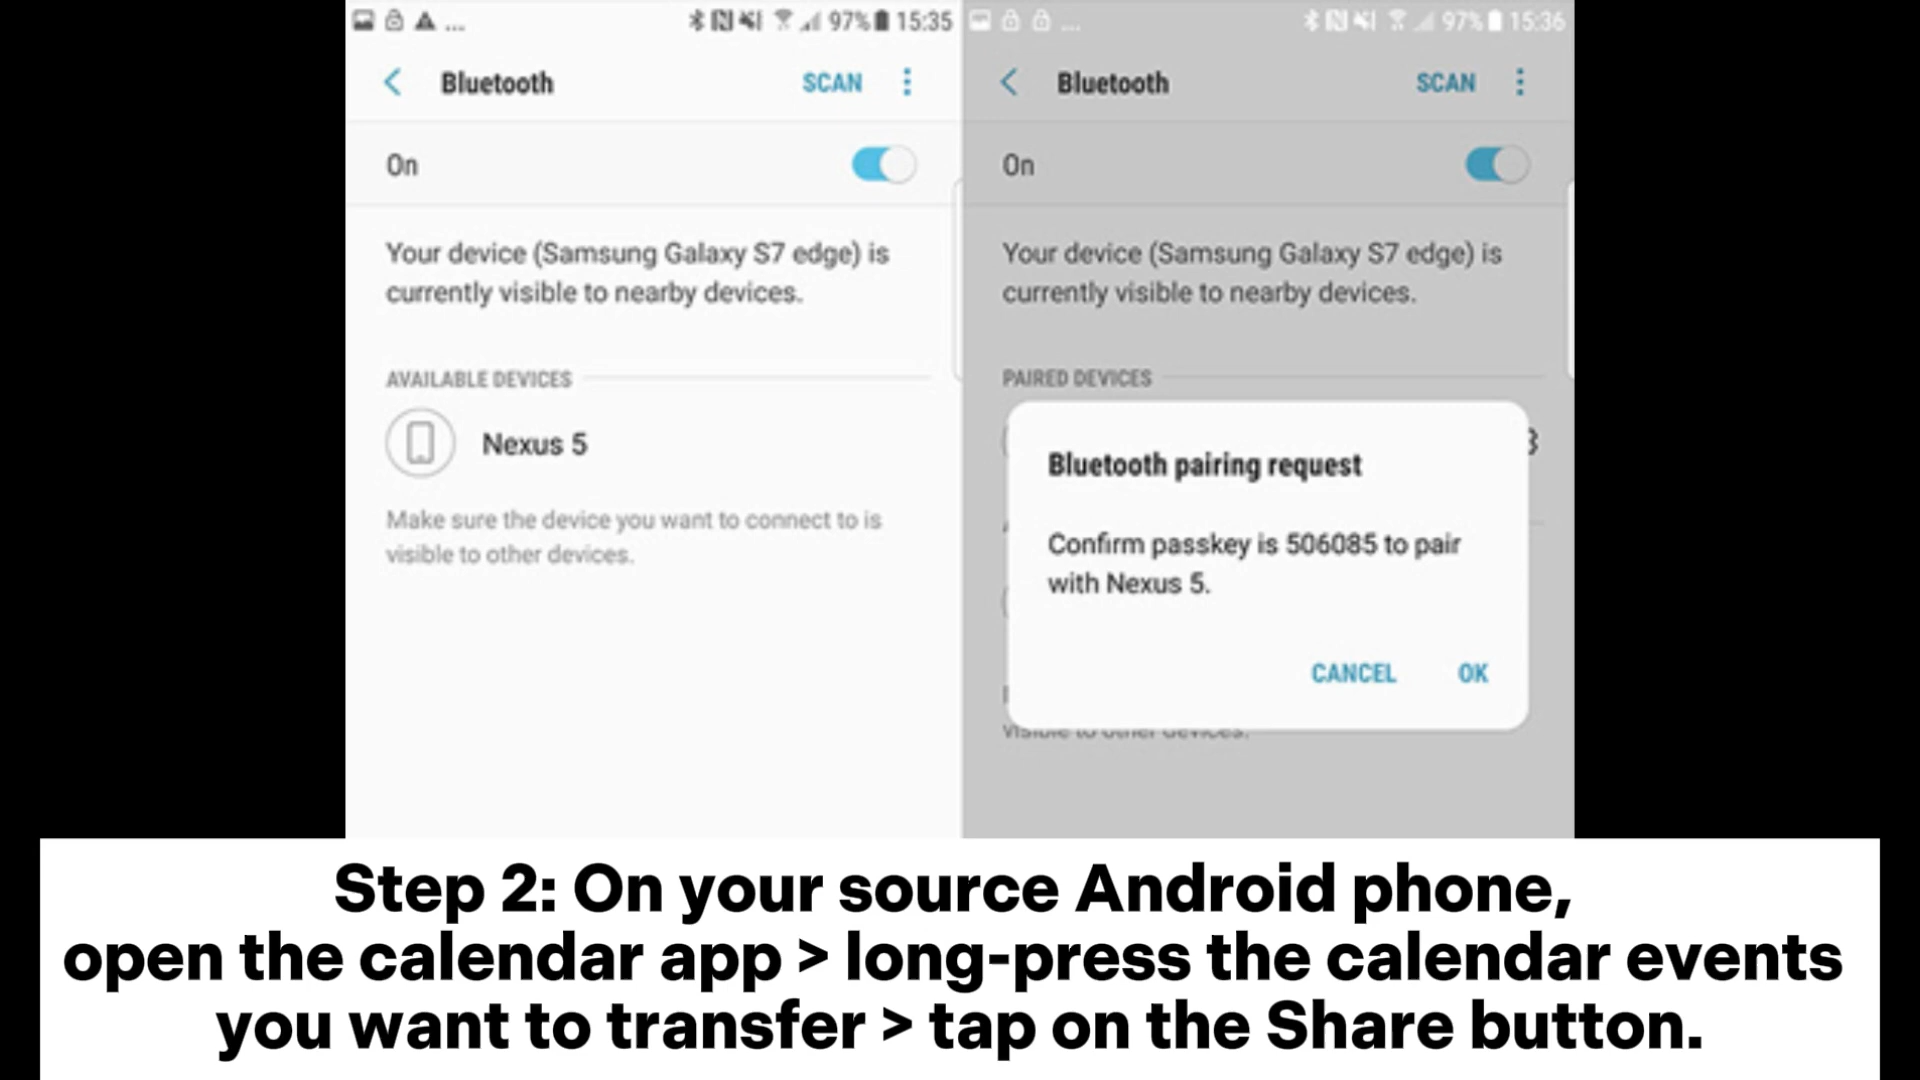 ... 97% 15:35
Bluetooth SCAN
On
Your device (Samsung Galaxy S7 edge) is
currently visible to nearby devices.
AVAILABLE DEVICES
Nexus 5
Make sure the device you want to connect to is
visible to other devices.
... 97% 15:36
Bluetooth SCAN
On
Your device (Samsung Galaxy S7 edge) is
currently visible to nearby devices.
PAIRED DEVICES
Bluetooth pairing request
Confirm passkey is 506085 to pair
with Nexus 5.
CANCEL OK
visible to other devices.
Step 2: On your source Android phone,
open the calendar app > long-press the calendar events
you want to transfer > tap on the Share button.